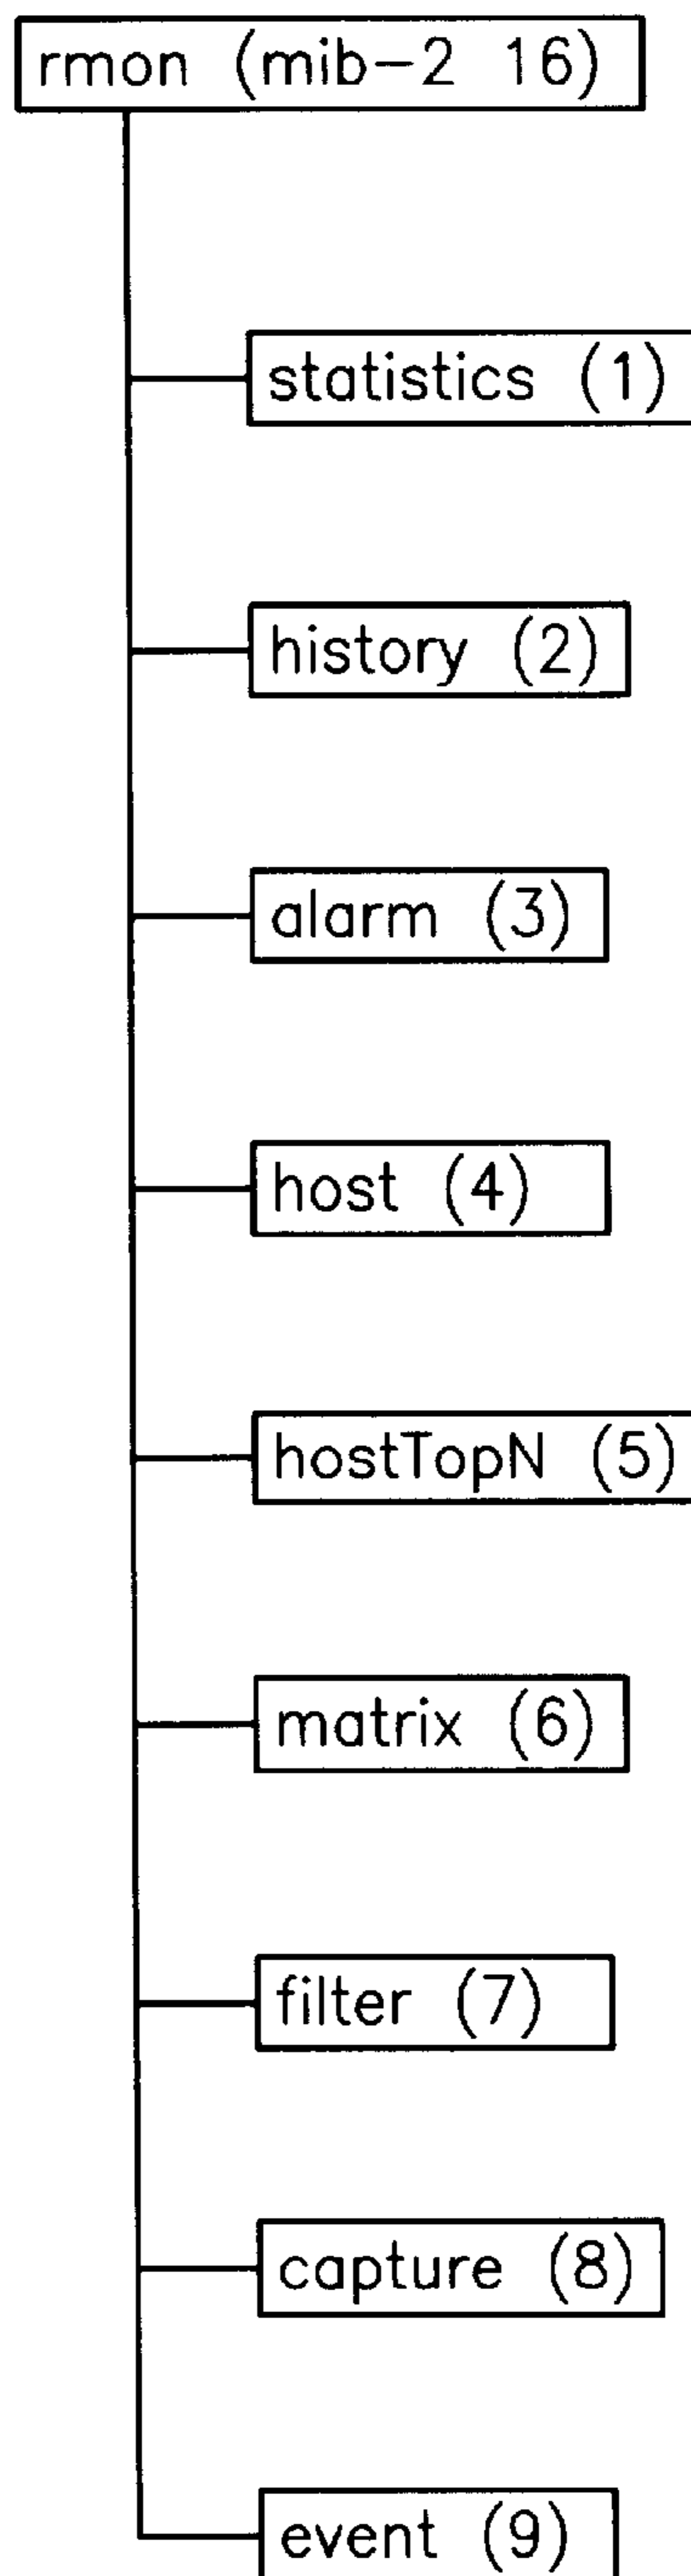 rmon (mib-2 16)
statistics (1)
history (2)
alarm (3)
host (4)
hostTopN (5)
matrix (6)
filter (7)
capture (8)
event (9)